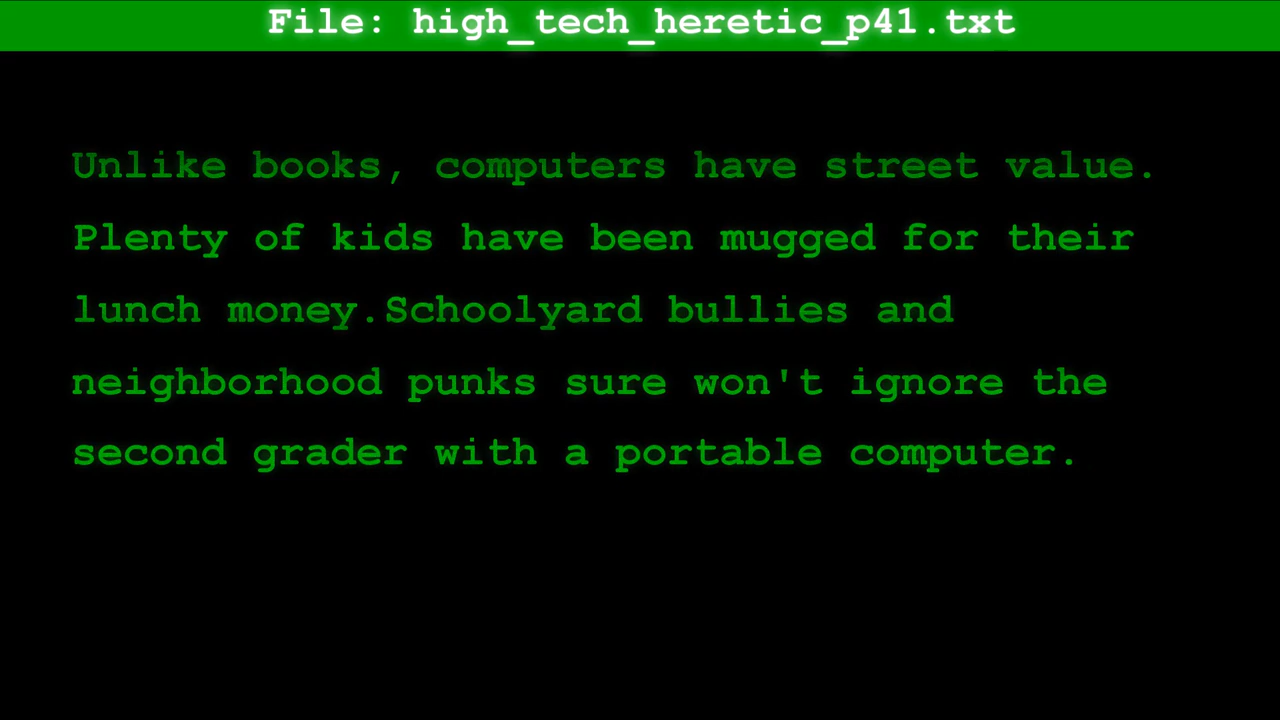 File: high_tech_heretic_p41.txt
Unlike books, computers have street value.
Plenty of kids have been mugged for their
lunch money.Schoolyard bullies and
neighborhood punks sure won't ignore the
second grader with a portable computer.